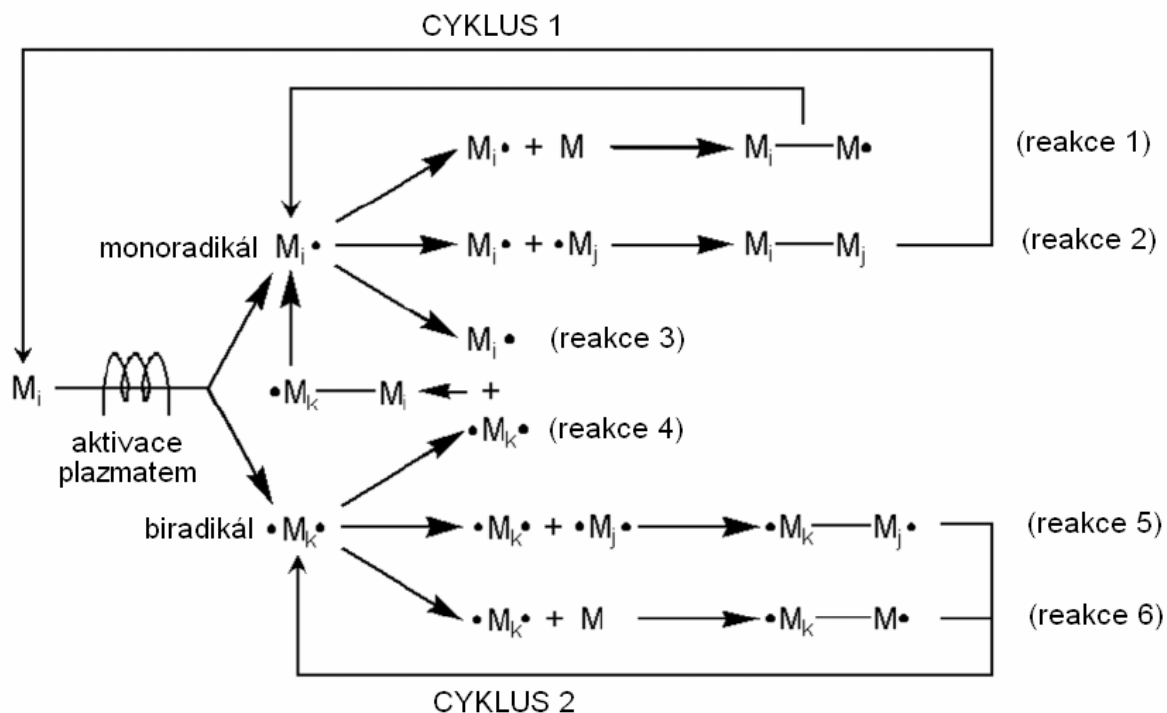 CYKLUS 1
Mi• + M Mi—M• (reakce 1)
monoradikál Mi• Mi• + •Mj Mi—Mj (reakce 2)
Mi• (reakce 3)
Mi •Mk—Mi +
aktivace
plazmatem
•Mk• (reakce 4)
biradikál •Mk• •Mk• + •Mj• •Mk—Mj• (reakce 5)
•Mk• + M •Mk—M• (reakce 6)
CYKLUS 2